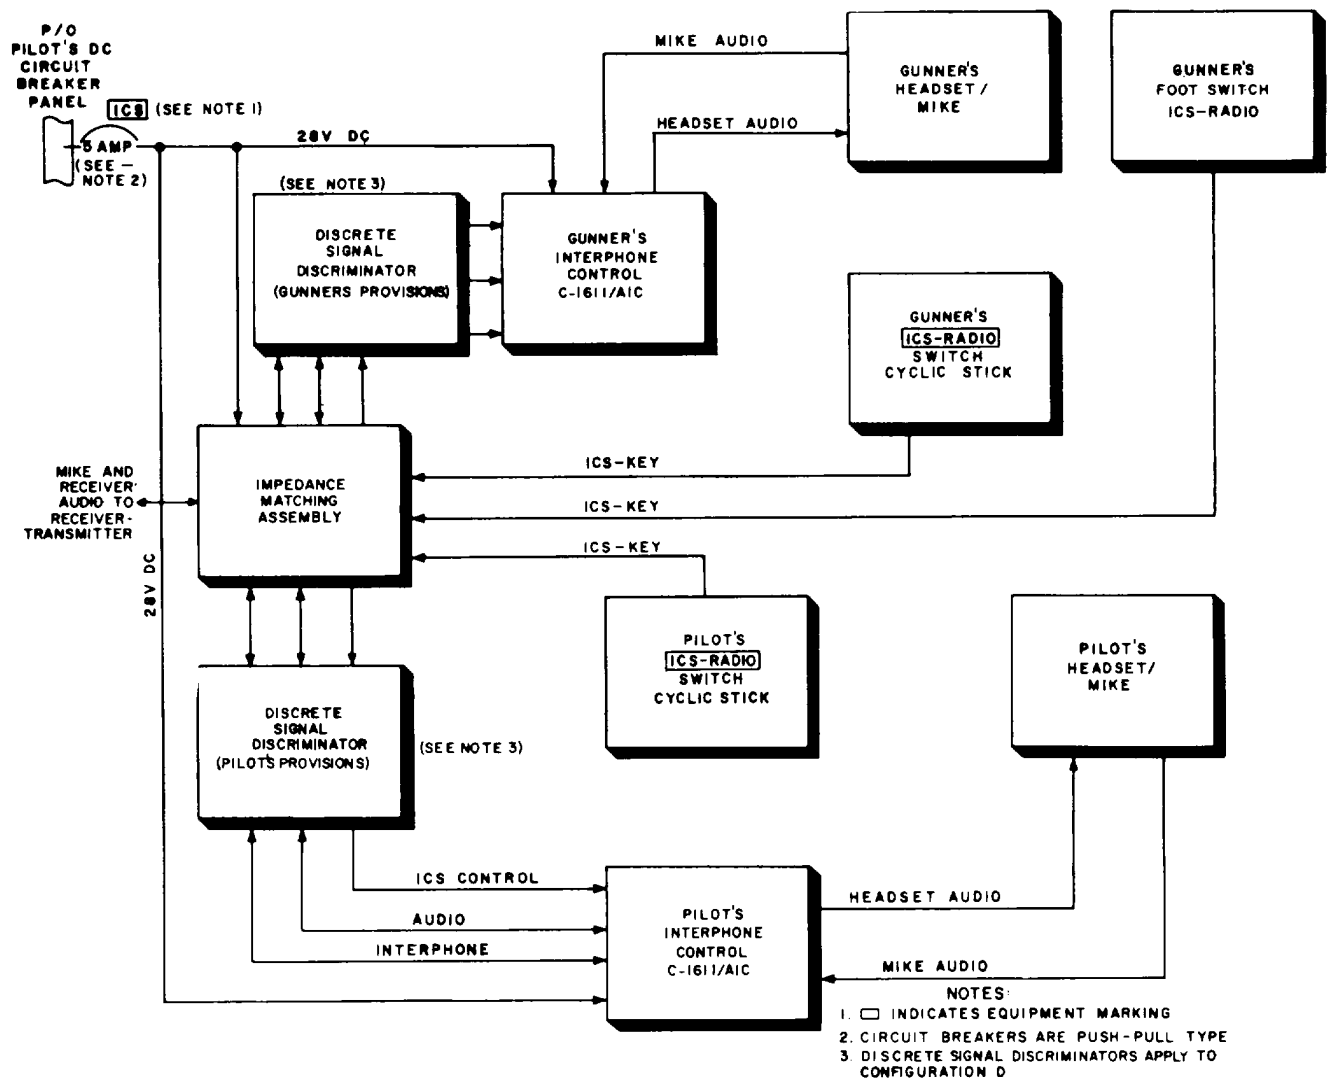 P/O
PILOT'S DC
CIRCUIT
BREAKER
PANEL
ICS (SEE NOTE 1)
5 AMP
(SEE-
NOTE 2)
28V DC
MIKE AUDIO
HEADSET AUDIO
GUNNER'S
HEADSET/
MIKE
GUNNER'S
FOOT SWITCH
ICS-RADIO
(SEE NOTE 3)
DISCRETE
SIGNAL
DISCRIMINATOR
(GUNNERS PROVISIONS)
GUNNER'S
INTERPHONE
CONTROL
C-1611/AIC
GUNNER'S
ICS-RADIO
SWITCH
CYCLIC STICK
MIKE AND
RECEIVER
AUDIO TO
RECEIVER-
TRANSMITTER
IMPEDANCE
MATCHING
ASSEMBLY
ICS-KEY
ICS-KEY
ICS-KEY
28V DC
PILOT'S
ICS-RADIO
SWITCH
CYCLIC STICK
PILOT'S
HEADSET/
MIKE
DISCRETE
SIGNAL
DISCRIMINATOR
(PILOT'S PROVISIONS)
(SEE NOTE 3)
ICS CONTROL
AUDIO
INTERPHONE
PILOT'S
INTERPHONE
CONTROL
C-1611/AIC
HEADSET AUDIO
MIKE AUDIO
NOTES:
1. INDICATES EQUIPMENT MARKING
2. CIRCUIT BREAKERS ARE PUSH-PULL TYPE
3. DISCRETE SIGNAL DISCRIMINATORS APPLY TO
CONFIGURATION D